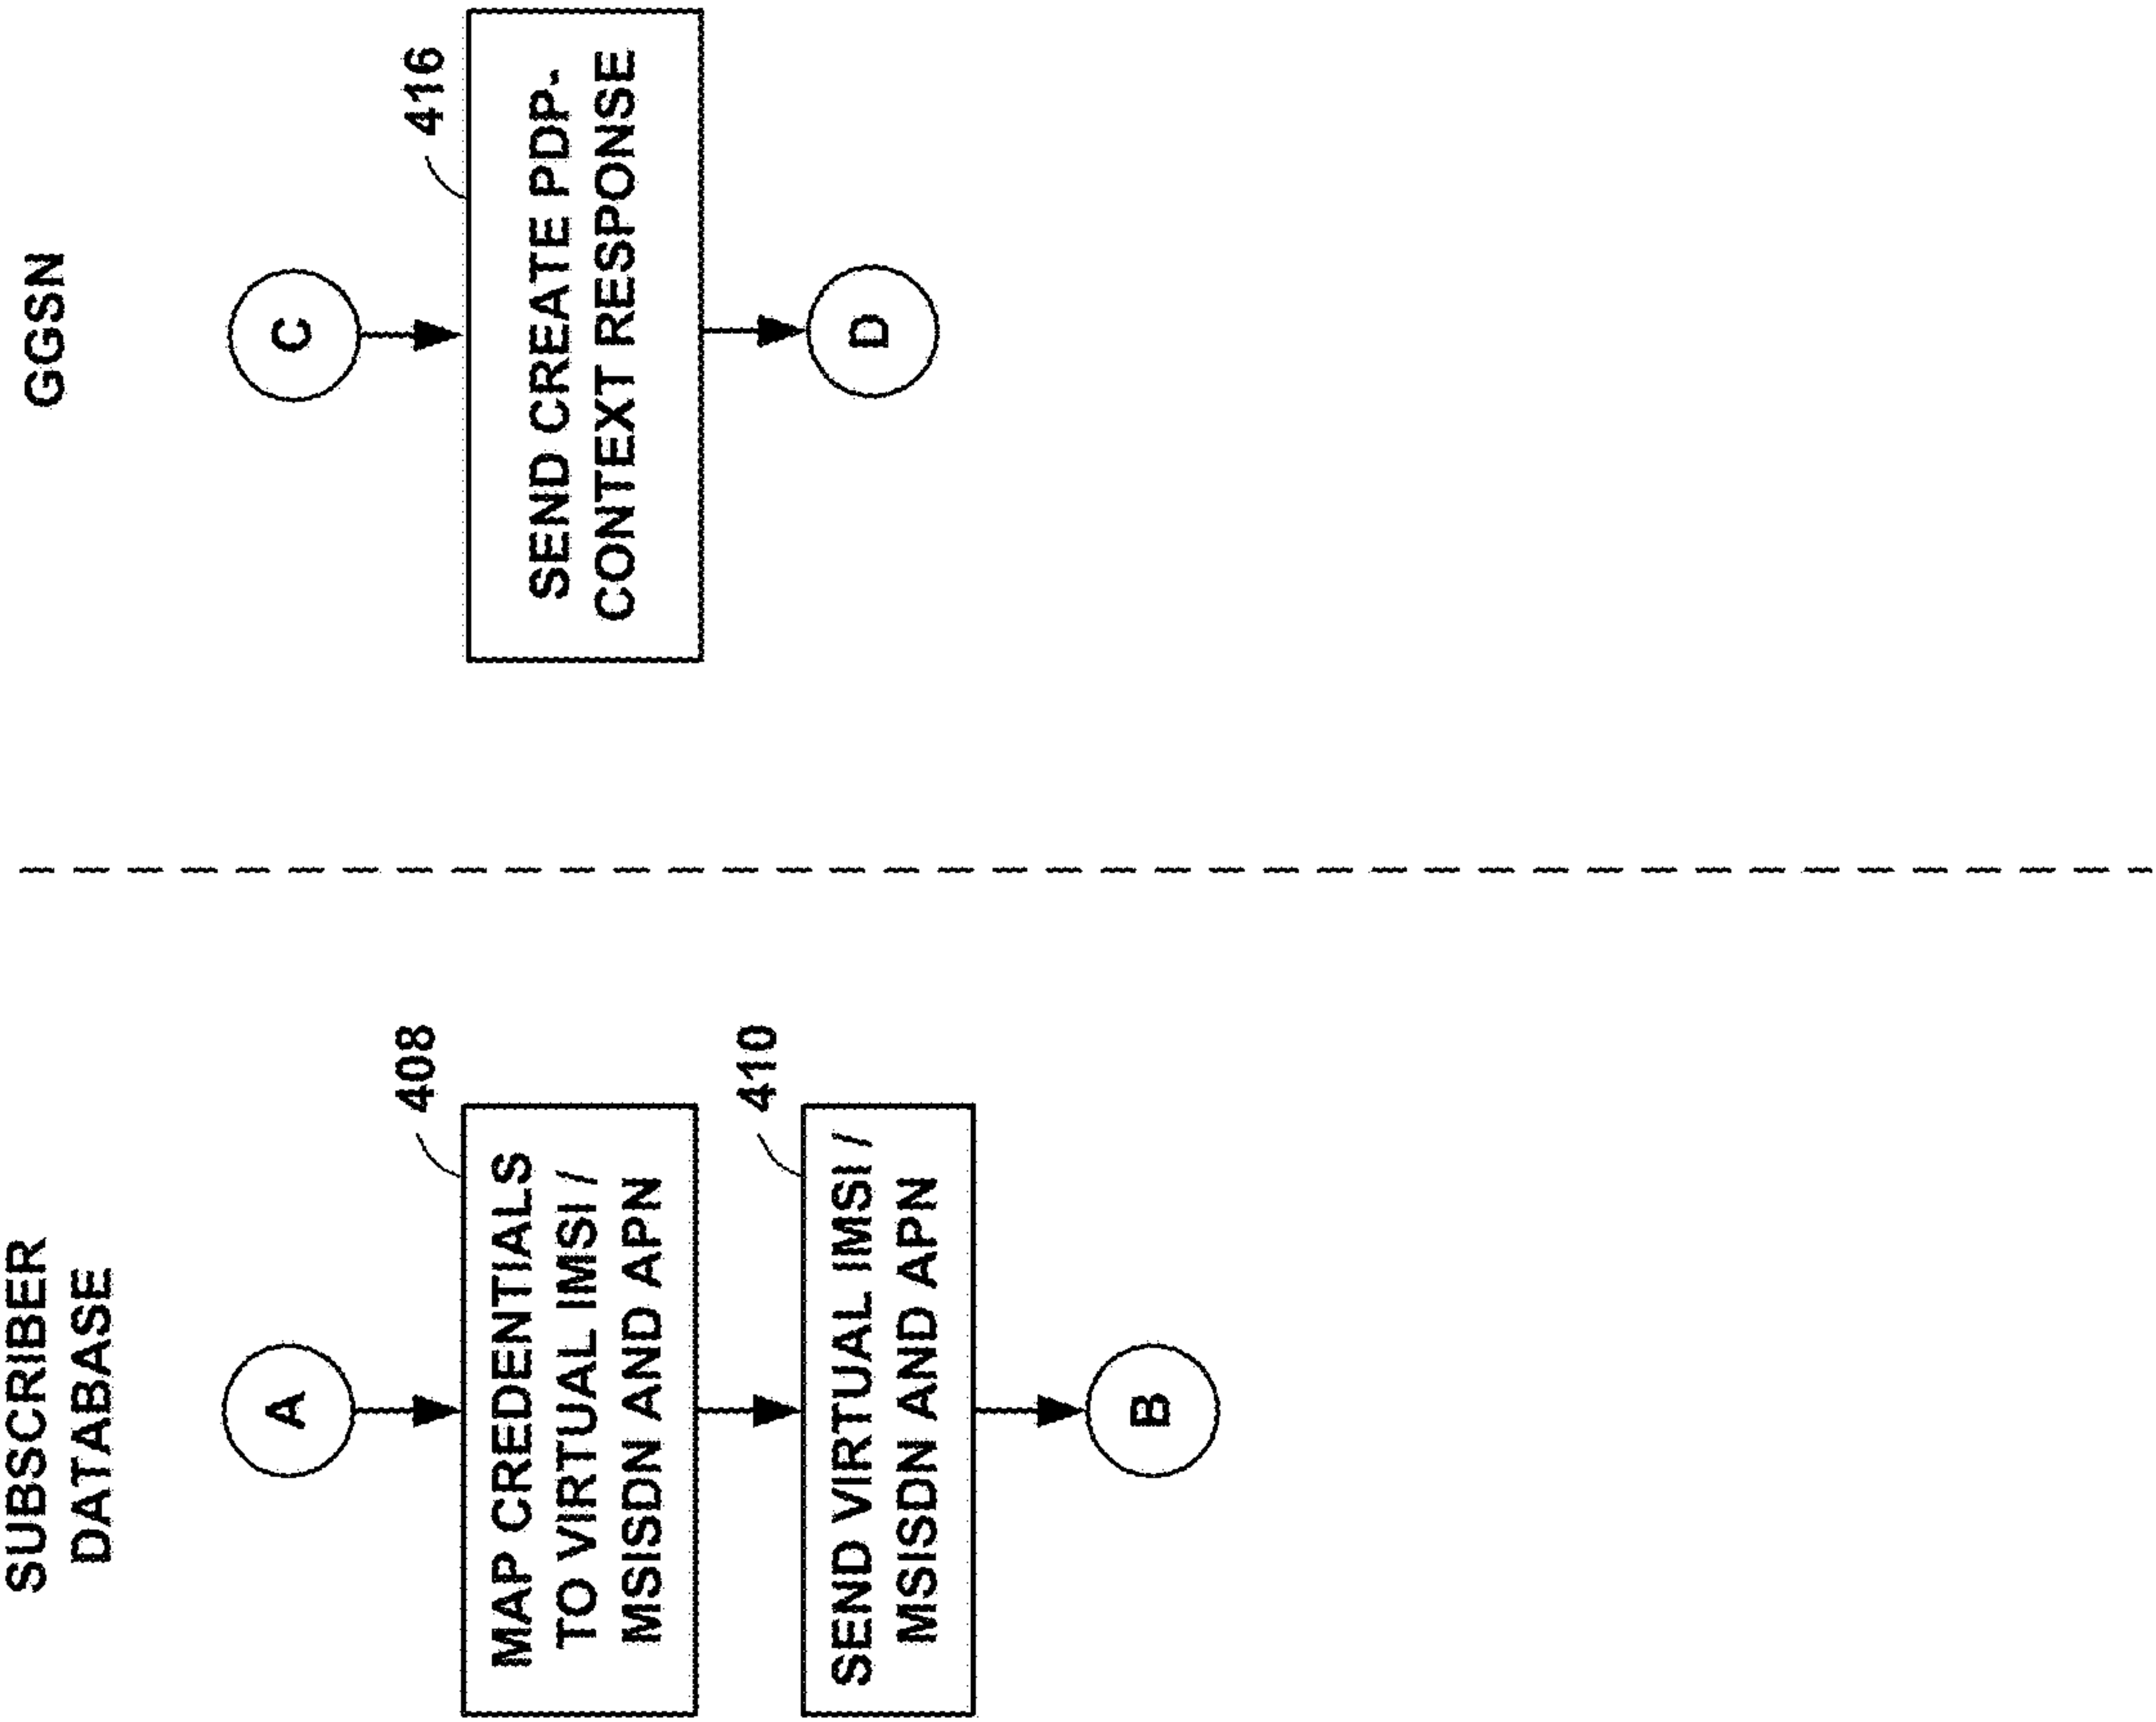 SUBSCRIBER
DATABASE
A
408
MAP CREDENTIALS
TO VIRTUAL IMSI /
MSISDN AND APN
410
SEND VIRTUAL IMSI /
MSISDN AND APN
B
GGSN
C
416
SEND CREATE PDP-
CONTEXT RESPONSE
D